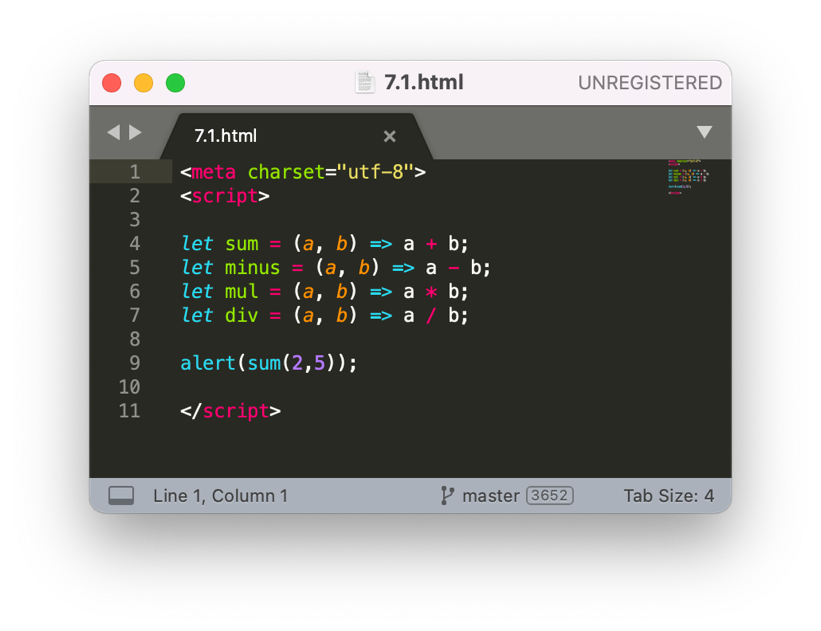 7.1.html
UNREGISTERED
7.1.html
1 <meta charset="utf-8">
2 <script>
3
4 let sum = (a, b) => a + b;
5 let minus = (a, b) => a - b;
6 let mul = (a, b) => a * b;
7 let div = (a, b) => a / b;
8
9 alert(sum(2,5));
10
11 </script>
Line 1, Column 1
master 3652
Tab Size: 4